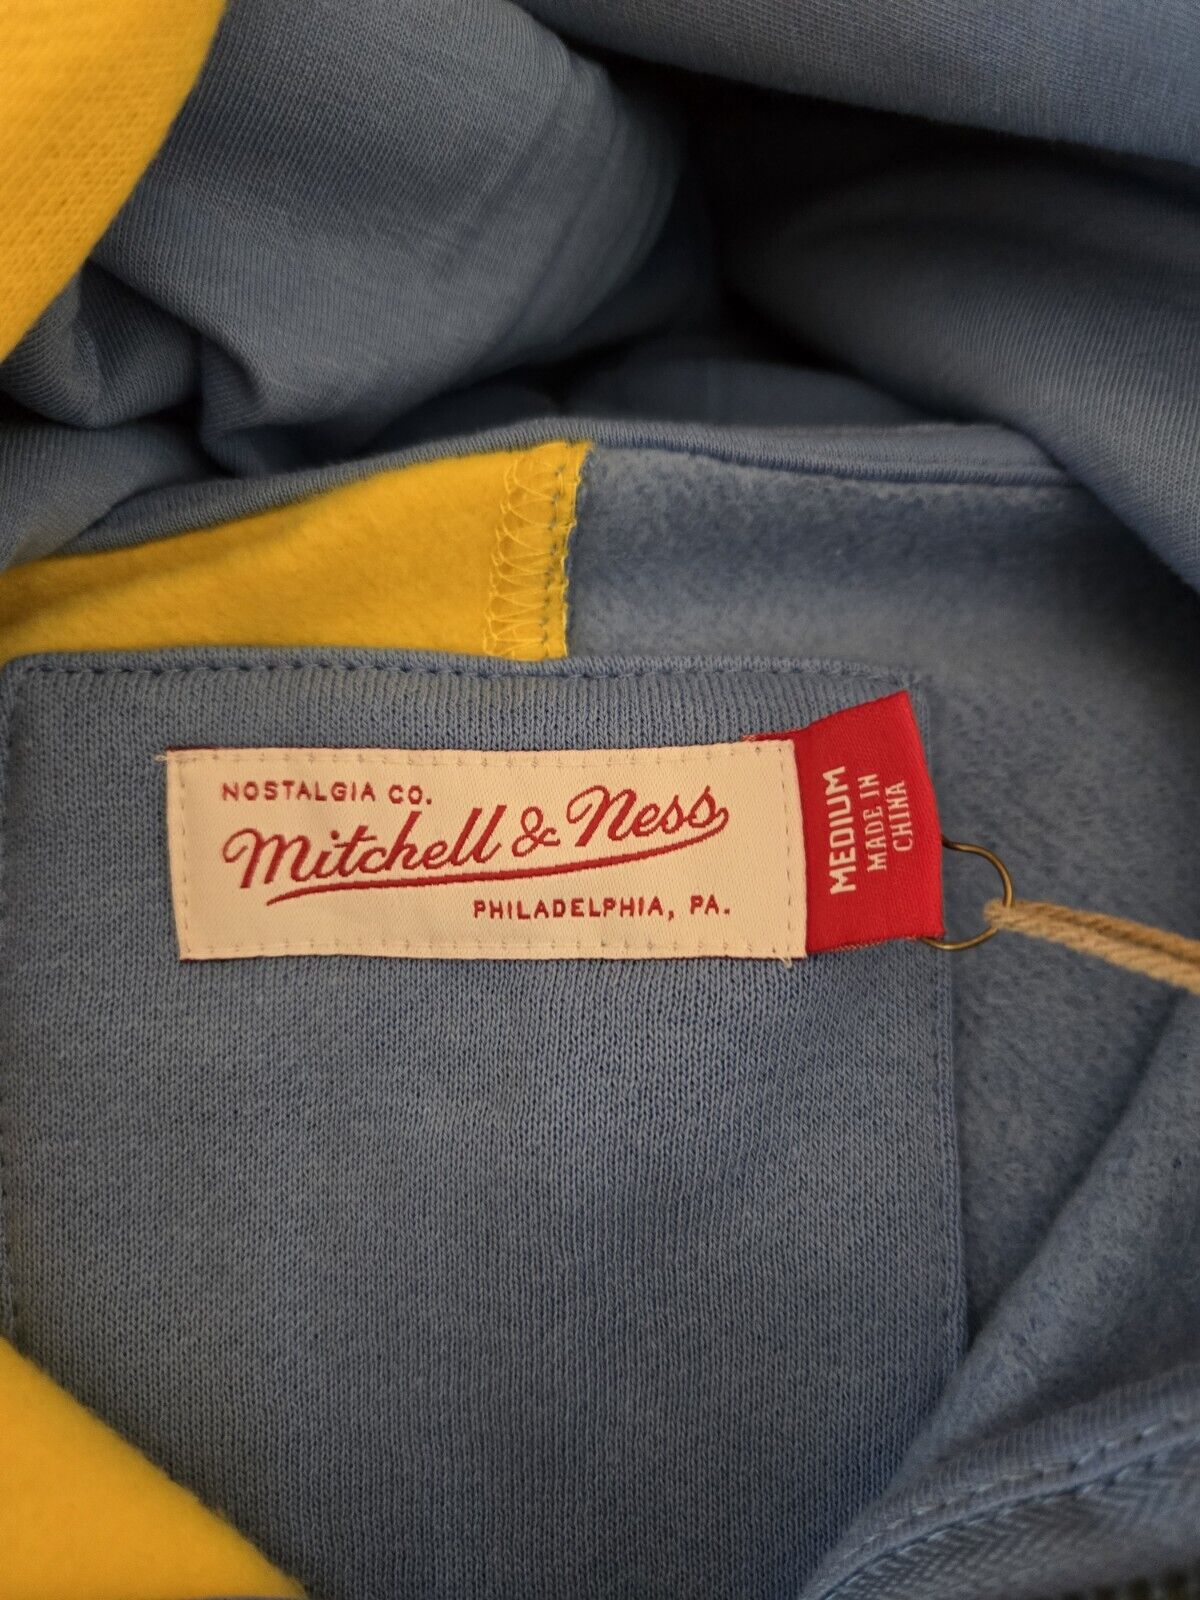 NOSTALGIA CO.
Mitchell & Ness
PHILADELPHIA, PA.
MEDIUM
MADE IN
CHINA